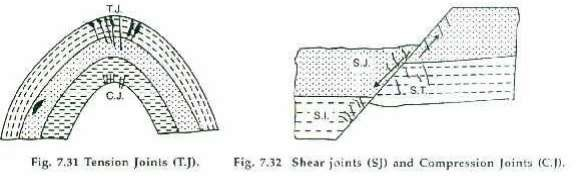 T.J.
C.J.
S.J.
S.T.
S.I.
Fig. 7.31 Tension Joints (T.J).
Fig. 7.32 Shear joints (SJ) and Compression Joints (C.J).